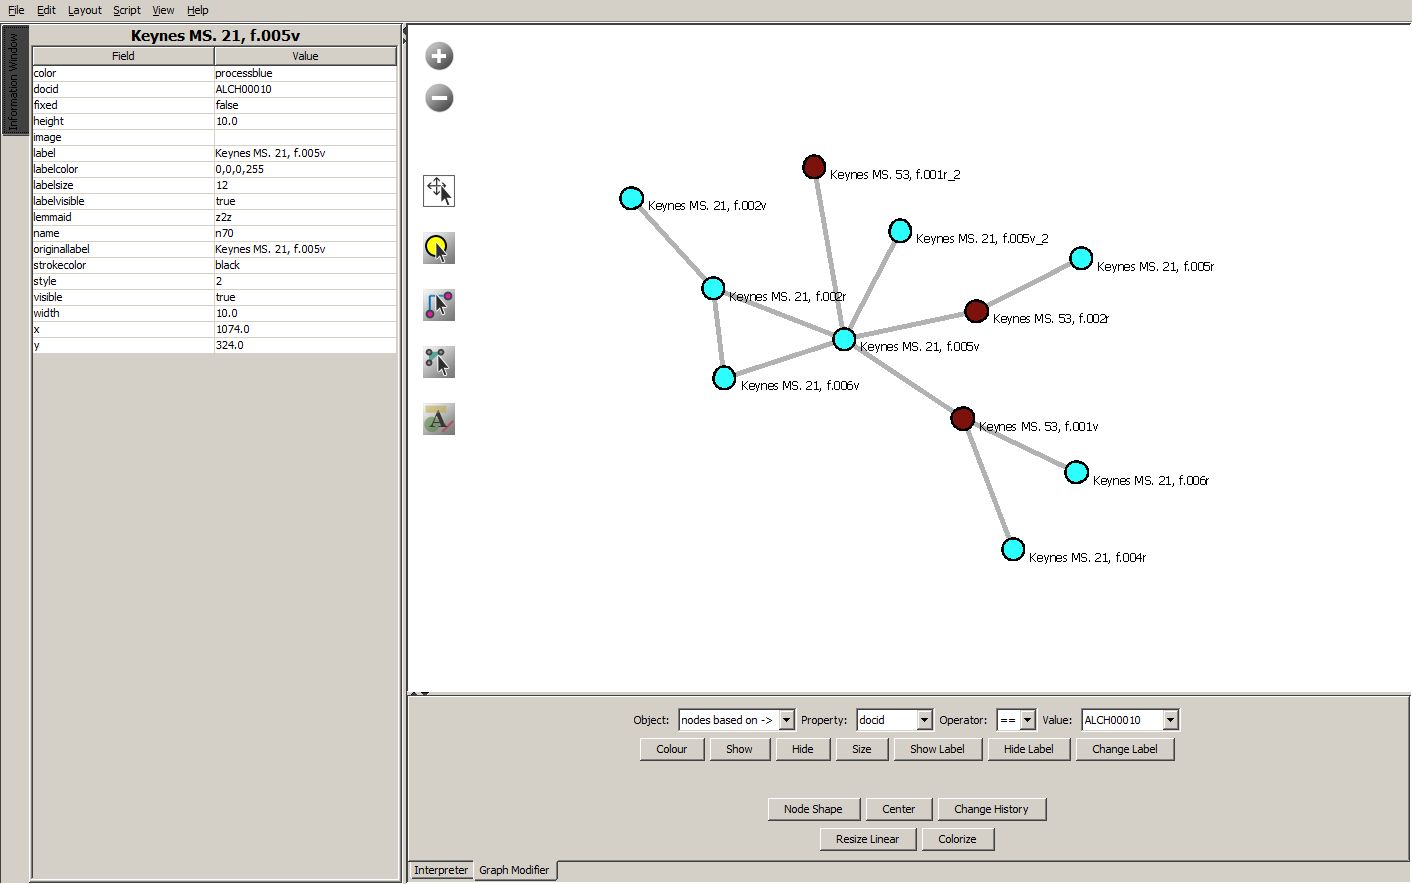 File Edit Layout Script View Help
Information Window
Keynes MS. 21, f.005v
Field Value
color processblue
docid ALCH00010
fixed false
height 10.0
image
label Keynes MS. 21, f.005v
labelcolor 0,0,0,255
labelsize 12
labelvisible true
lemmaid z2z
name n70
originallabel Keynes MS. 21, f.005v
strokecolor black
style 2
visible true
width 10.0
x 1074.0
y 324.0
Keynes MS. 53, f.001r_2
Keynes MS. 21, f.002v
Keynes MS. 21, f.005v_2
Keynes MS. 21, f.005r
Keynes MS. 21, f.002r
Keynes MS. 53, f.002r
Keynes MS. 21, f.005v
Keynes MS. 21, f.006v
Keynes MS. 53, f.001v
Keynes MS. 21, f.006r
Keynes MS. 21, f.004r
A
Object: nodes based on -> Property: docid Operator: == Value: ALCH00010
Colour Show Hide Size Show Label Hide Label Change Label
Node Shape Center Change History
Resize Linear Colorize
Interpreter Graph Modifier